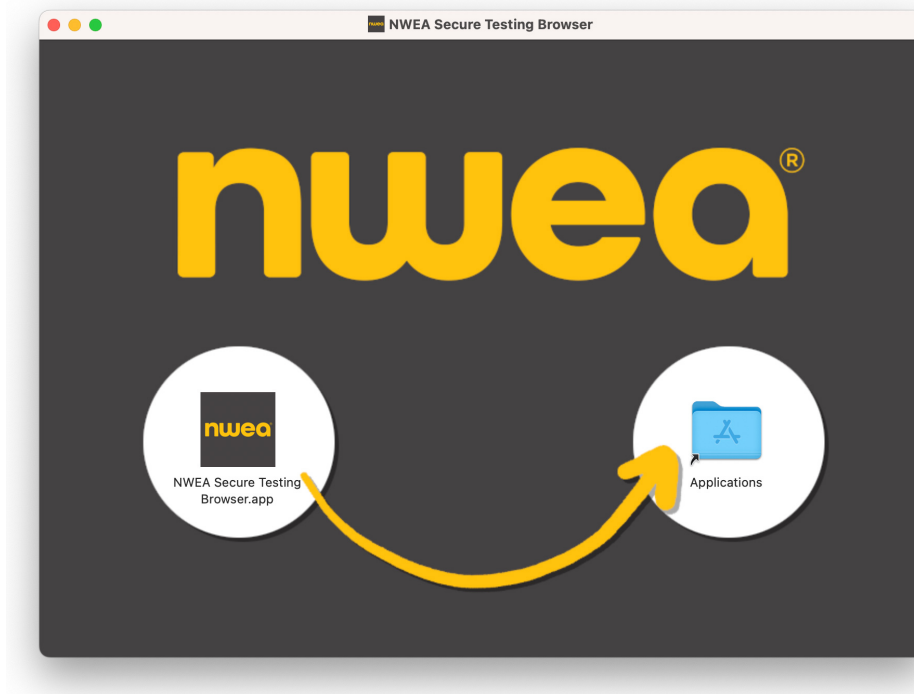 NWEA Secure Testing Browser
nwea®
nwea
NWEA Secure Testing
Browser.app
Applications